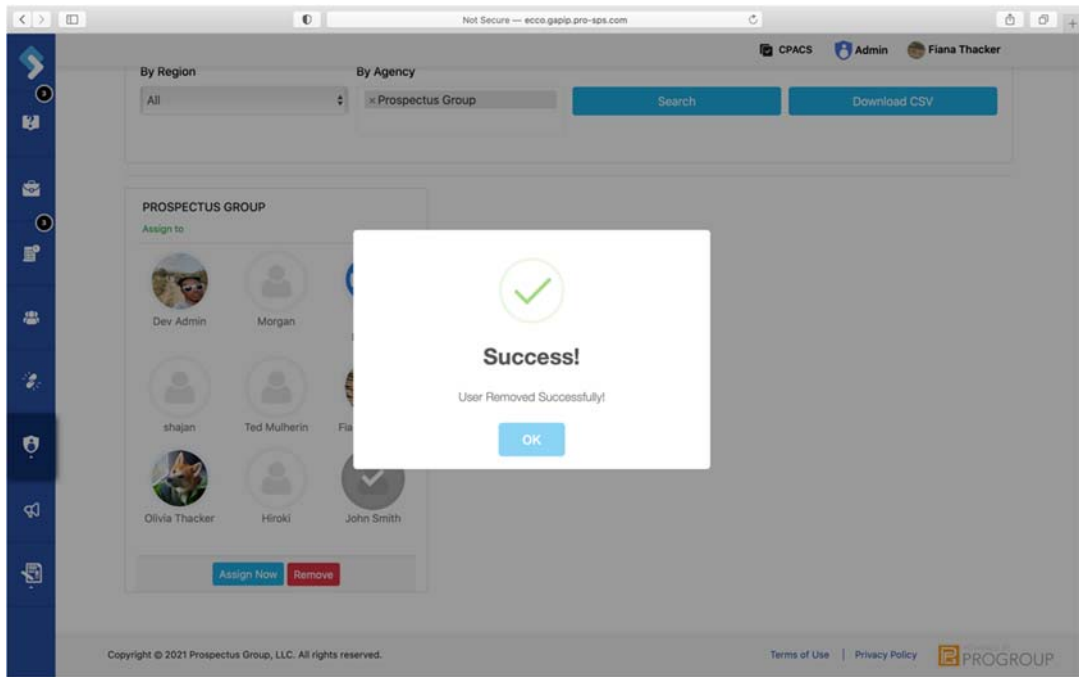 Not Secure — ecco.gapip.pro-sps.com
CPACS
Admin
Fiana Thacker
3
3
By Region
By Agency
All
× Prospectus Group
Search
Download CSV
PROSPECTUS GROUP
Assign to
Dev Admin
Morgan
shajan
Ted Mulherin
Fia
Olivia Thacker
Hiroki
John Smith
Success!
User Removed Successfully!
OK
Assign Now
Remove
Copyright © 2021 Prospectus Group, LLC. All rights reserved.
Terms of Use | Privacy Policy
PROGROUP